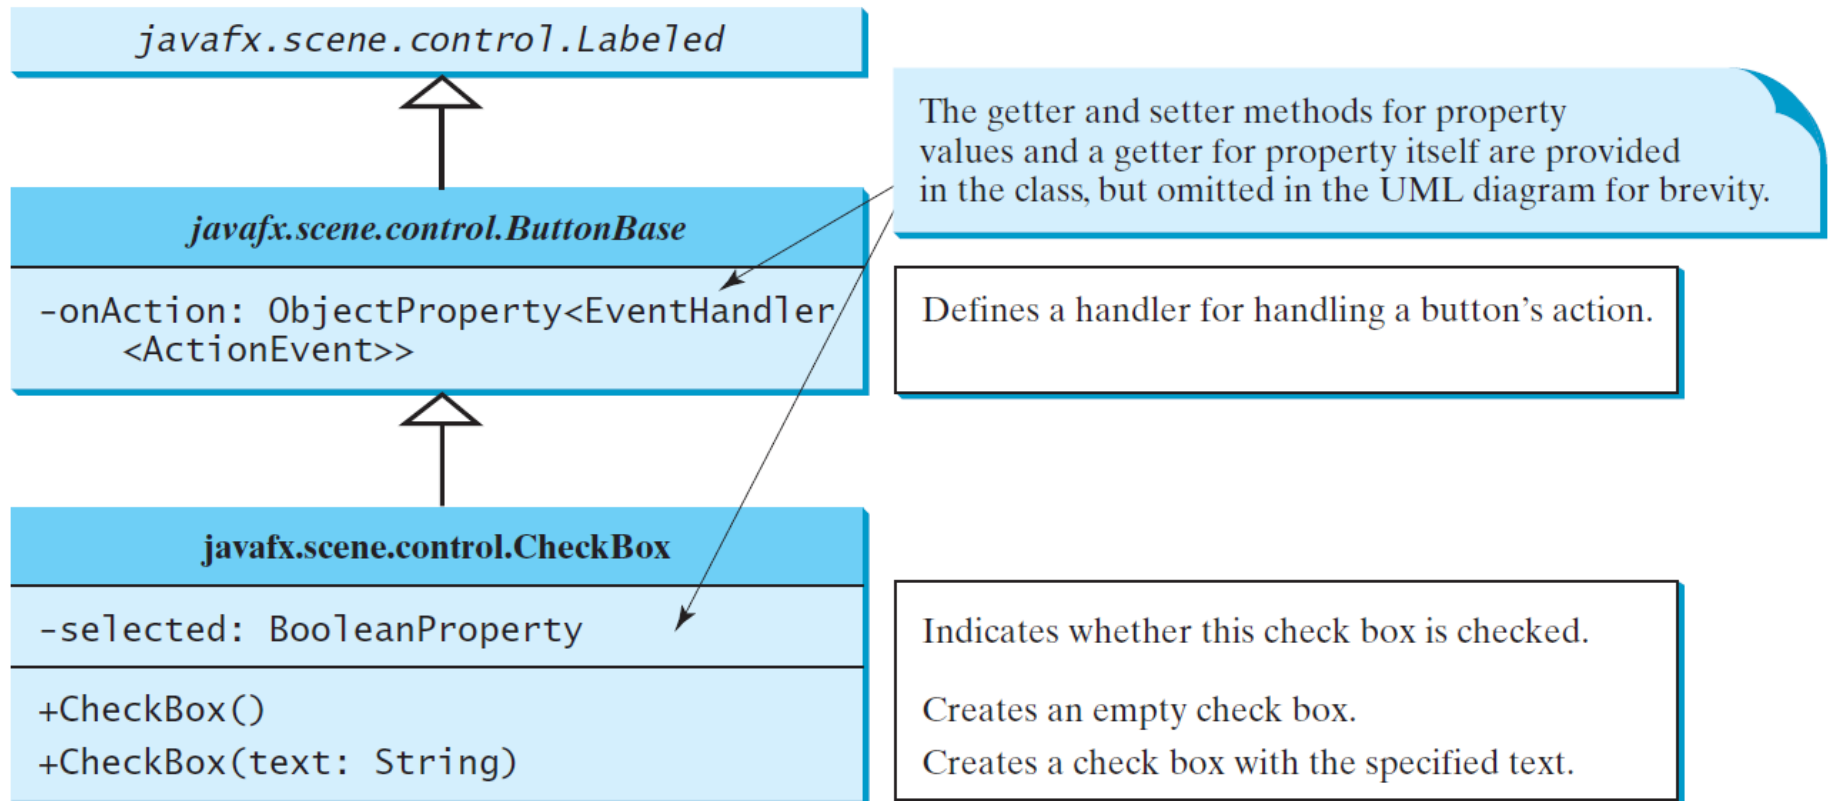 javafx.scene.control.Labeled
The getter and setter methods for property
values and a getter for property itself are provided
in the class, but omitted in the UML diagram for brevity.
javafx.scene.control.ButtonBase
-onAction: ObjectProperty<EventHandler
<ActionEvent>>
Defines a handler for handling a button’s action.
javafx.scene.control.CheckBox
-selected: BooleanProperty
Indicates whether this check box is checked.
+CheckBox()
Creates an empty check box.
+CheckBox(text: String)
Creates a check box with the specified text.